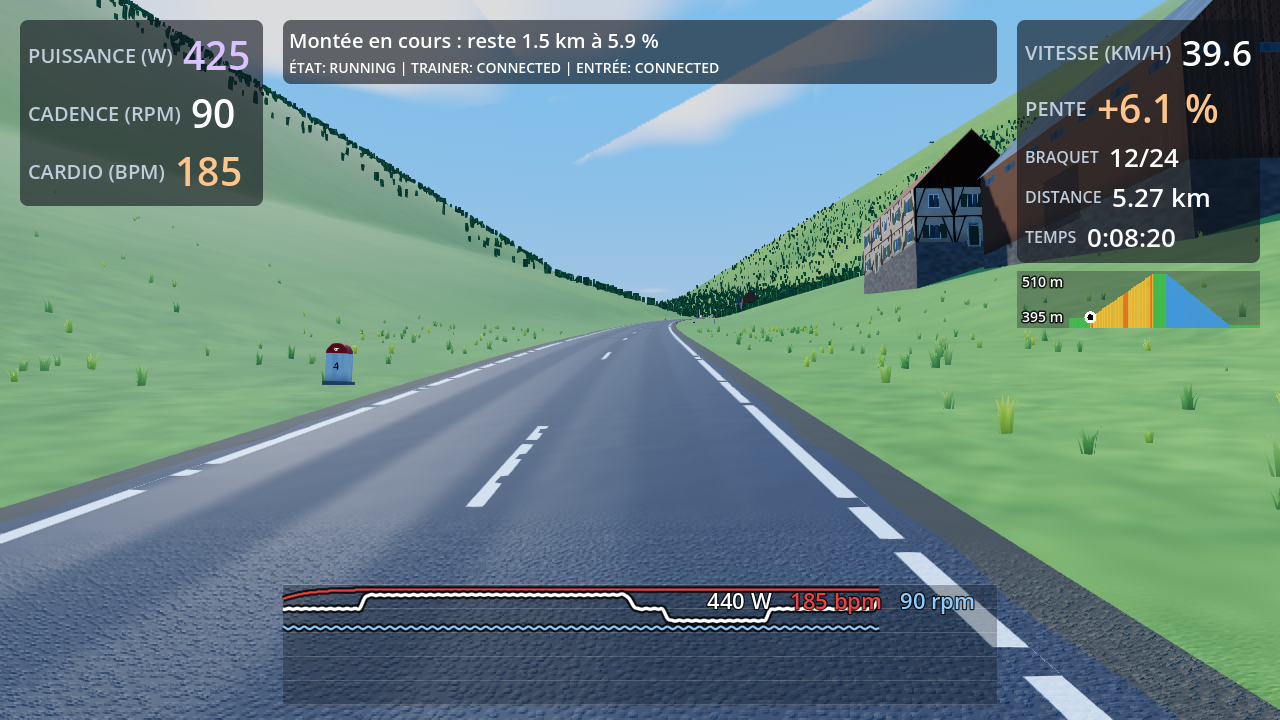 PUISSANCE (W) 425
CADENCE (RPM) 90
CARDIO (BPM) 185
Montée en cours : reste 1.5 km à 5.9 %
ÉTAT: RUNNING | TRAINER: CONNECTED | ENTRÉE: CONNECTED
VITESSE (KM/H) 39.6
PENTE +6.1 %
BRAQUET 12/24
DISTANCE 5.27 km
TEMPS 0:08:20
510 m
395 m
4
440 W 185 bpm 90 rpm